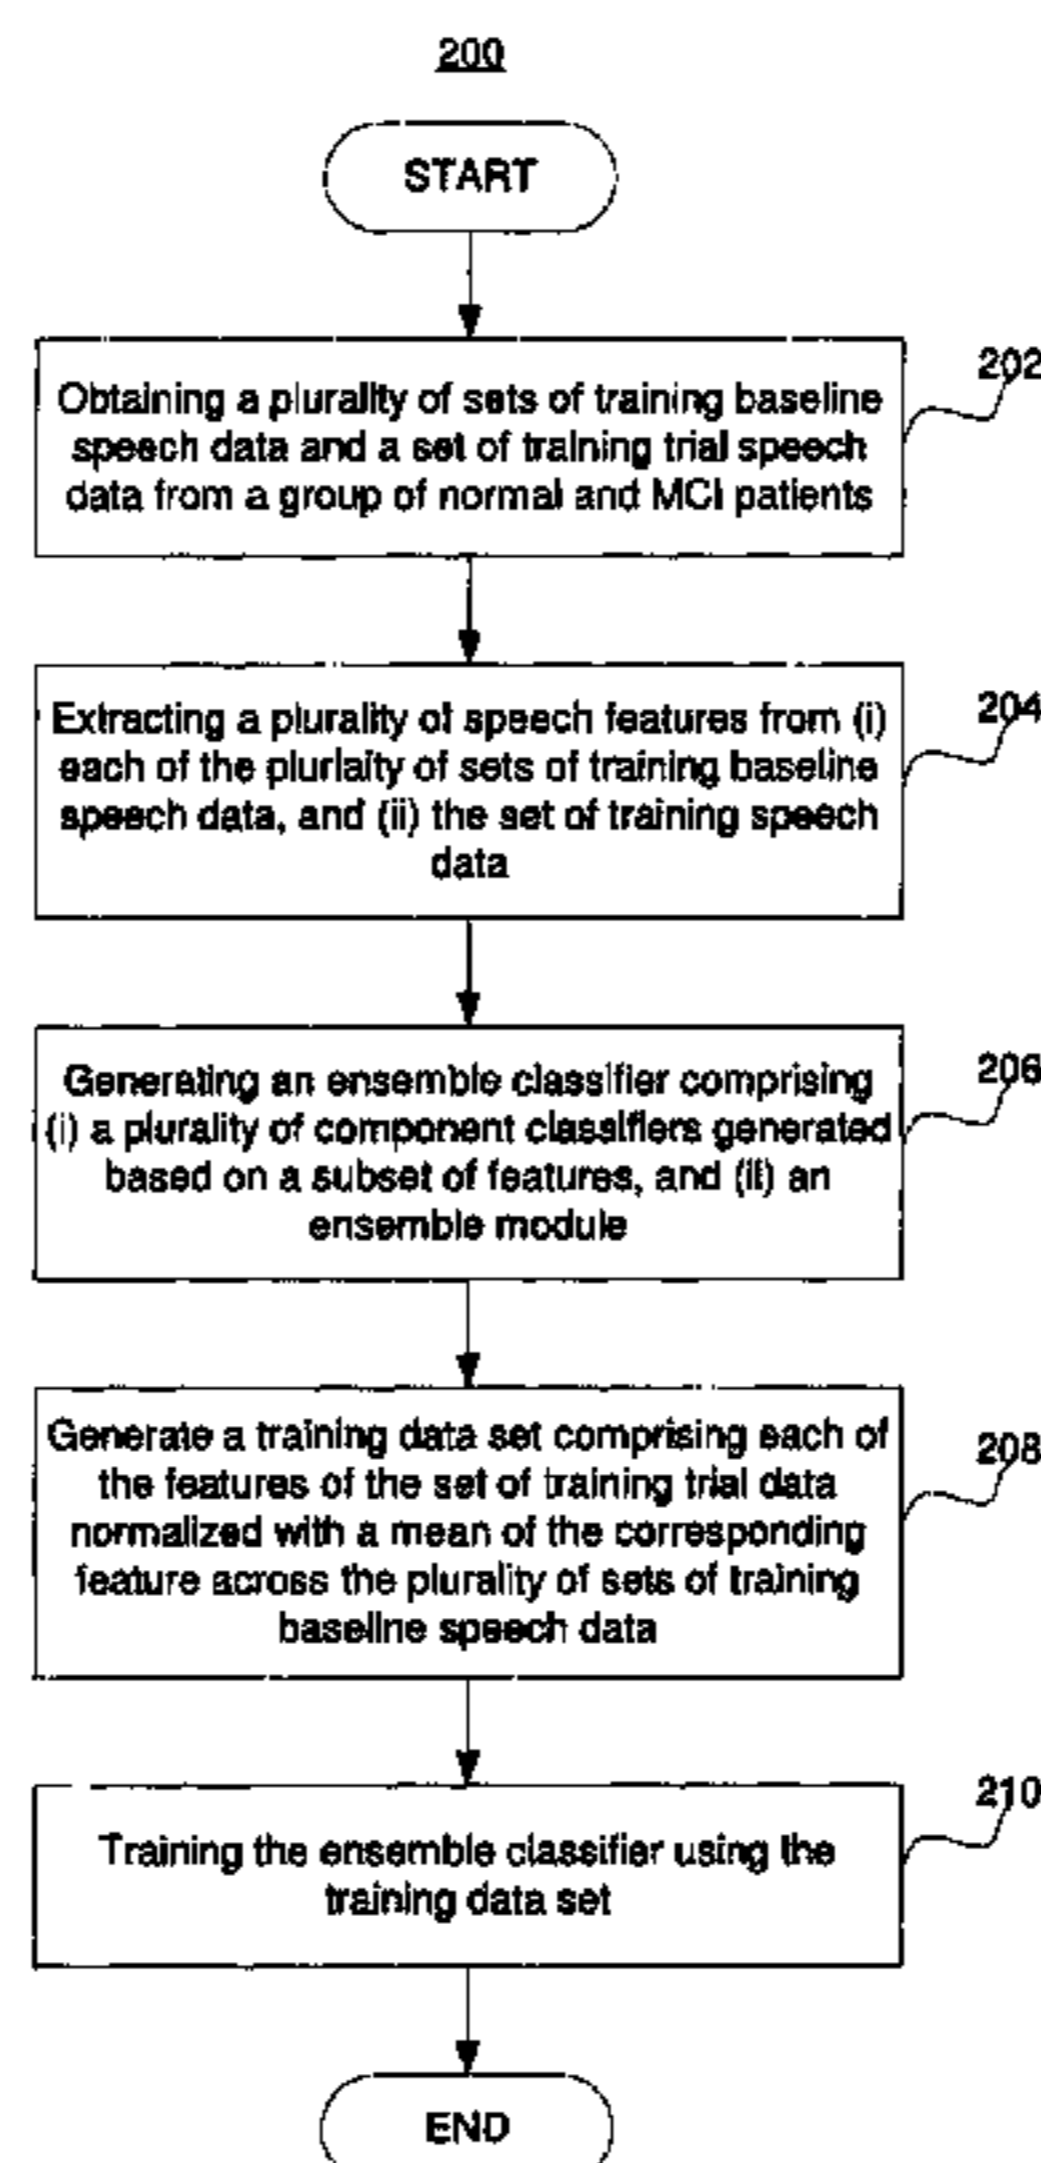 200
START
202
Obtaining a plurality of sets of training baseline
speech data and a set of training trial speech
data from a group of normal and MCI patients
204
Extracting a plurality of speech features from (i)
each of the plurlaity of sets of training baseline
speech data, and (ii) the set of training speech
data
206
Generating an ensemble classifier comprising
(i) a plurality of component classifiers generated
based on a subset of features, and (ii) an
ensemble module
208
Generate a training data set comprising each of
the features of the set of training trial data
normalized with a mean of the corresponding
feature across the plurality of sets of training
baseline speech data
210
Training the ensemble classifier using the
training data set
END